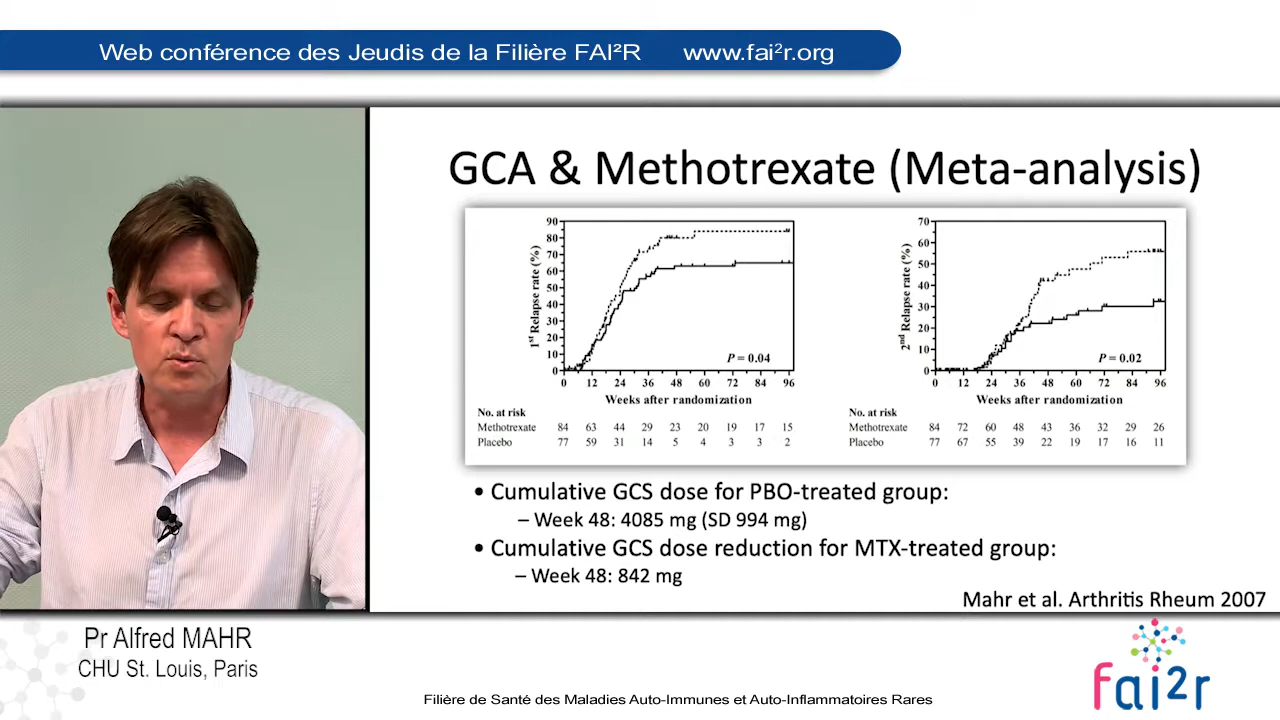 Web conférence des Jeudis de la Filière FAI²R www.fai²r.org
GCA & Methotrexate (Meta-analysis)
1st Relapse rate (%)
90
80
70
60
50
40
30
20
10
0
P = 0.04
0 12 24 36 48 60 72 84 96
Weeks after randomization
No. at risk
Methotrexate 84 63 44 29 23 20 19 17 15
Placebo 77 59 31 14 5 4 3 3 2
2nd Relapse rate (%)
70
60
50
40
30
20
10
0
P = 0.02
0 12 24 36 48 60 72 84 96
Weeks after randomization
No. at risk
Methotrexate 84 72 60 48 43 36 32 29 26
Placebo 77 67 55 39 22 19 17 16 11
• Cumulative GCS dose for PBO-treated group:
– Week 48: 4085 mg (SD 994 mg)
• Cumulative GCS dose reduction for MTX-treated group:
– Week 48: 842 mg
Mahr et al. Arthritis Rheum 2007
Pr Alfred MAHR
CHU St. Louis, Paris
fai2r
Filière de Santé des Maladies Auto-Immunes et Auto-Inflammatoires Rares